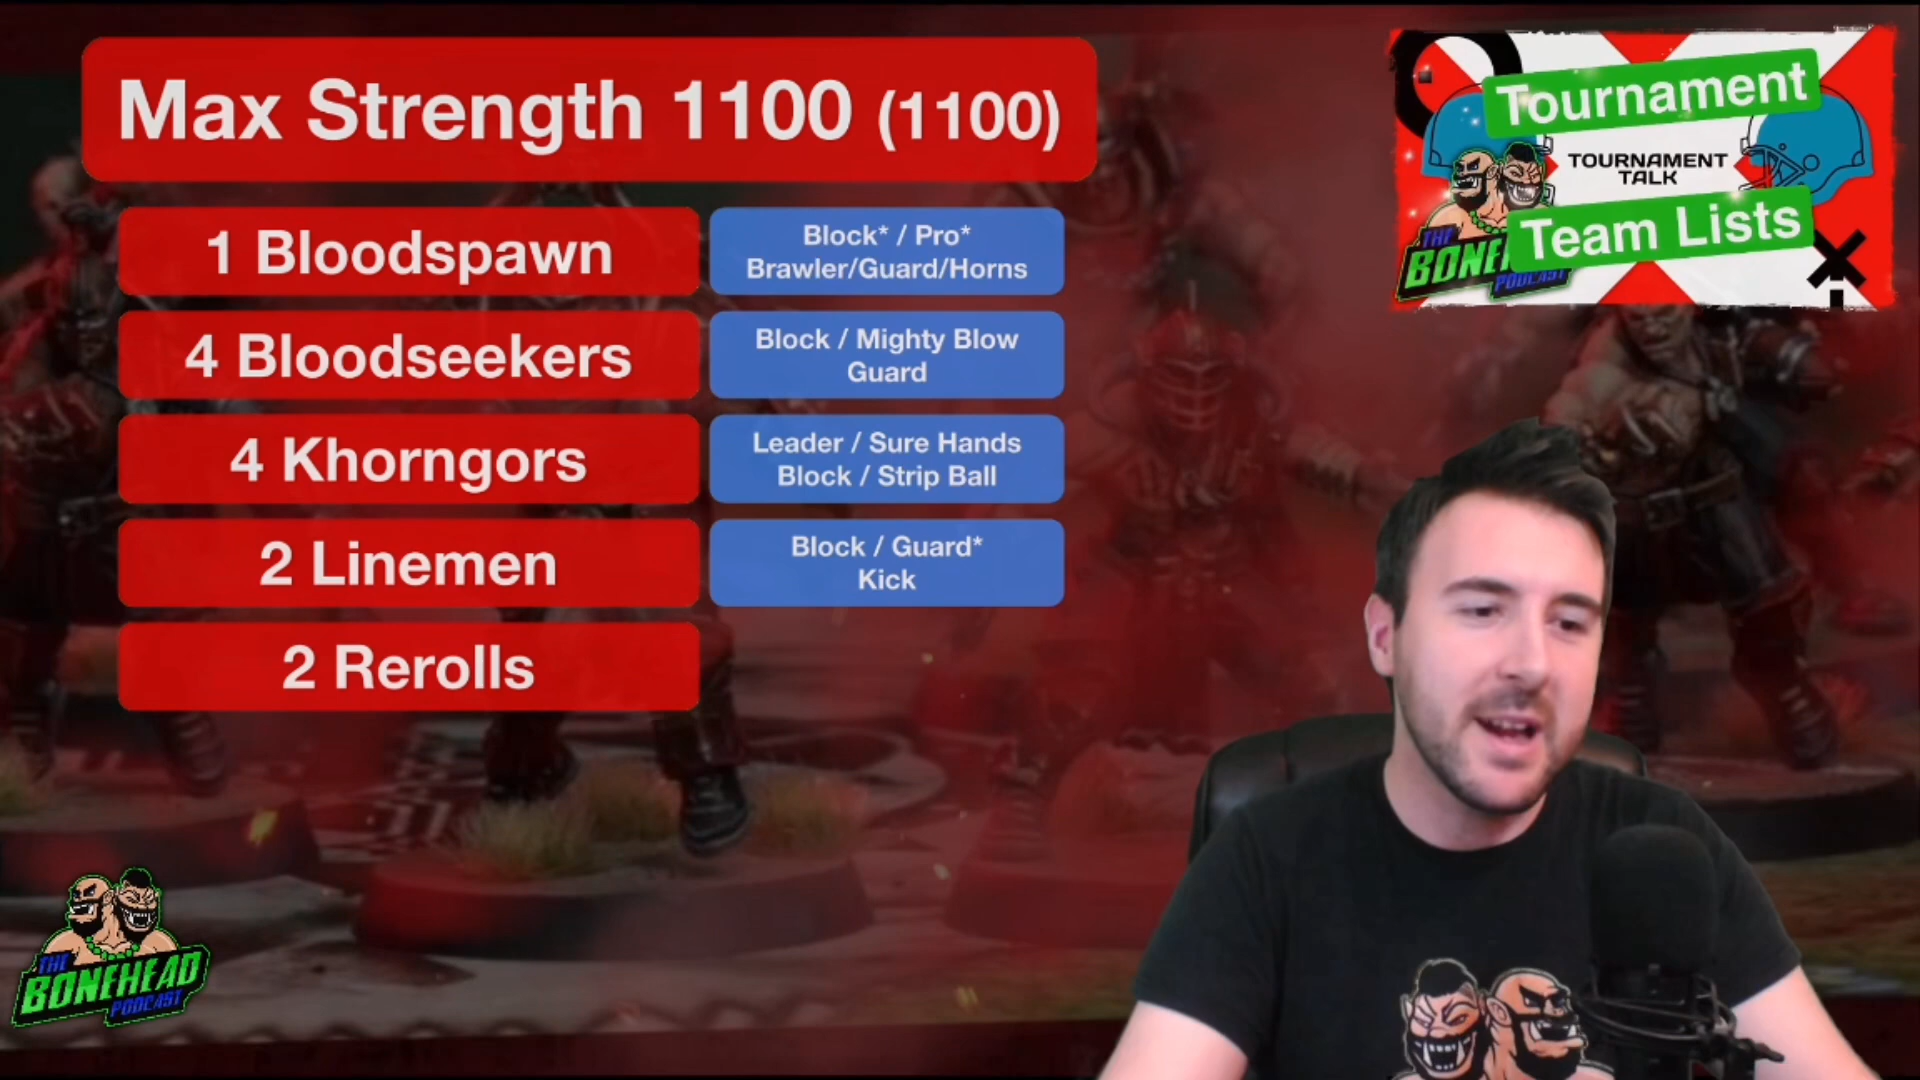 Max Strength 1100 (1100)
1 Bloodspawn
Block* / Pro*
Brawler/Guard/Horns
4 Bloodseekers
Block / Mighty Blow
Guard
4 Khorngors
Leader / Sure Hands
Block / Strip Ball
2 Linemen
Block / Guard*
Kick
2 Rerolls
Tournament
TOURNAMENT
TALK
Team Lists
THE
PODCAST
THE
BONEHEAD
PODCAST